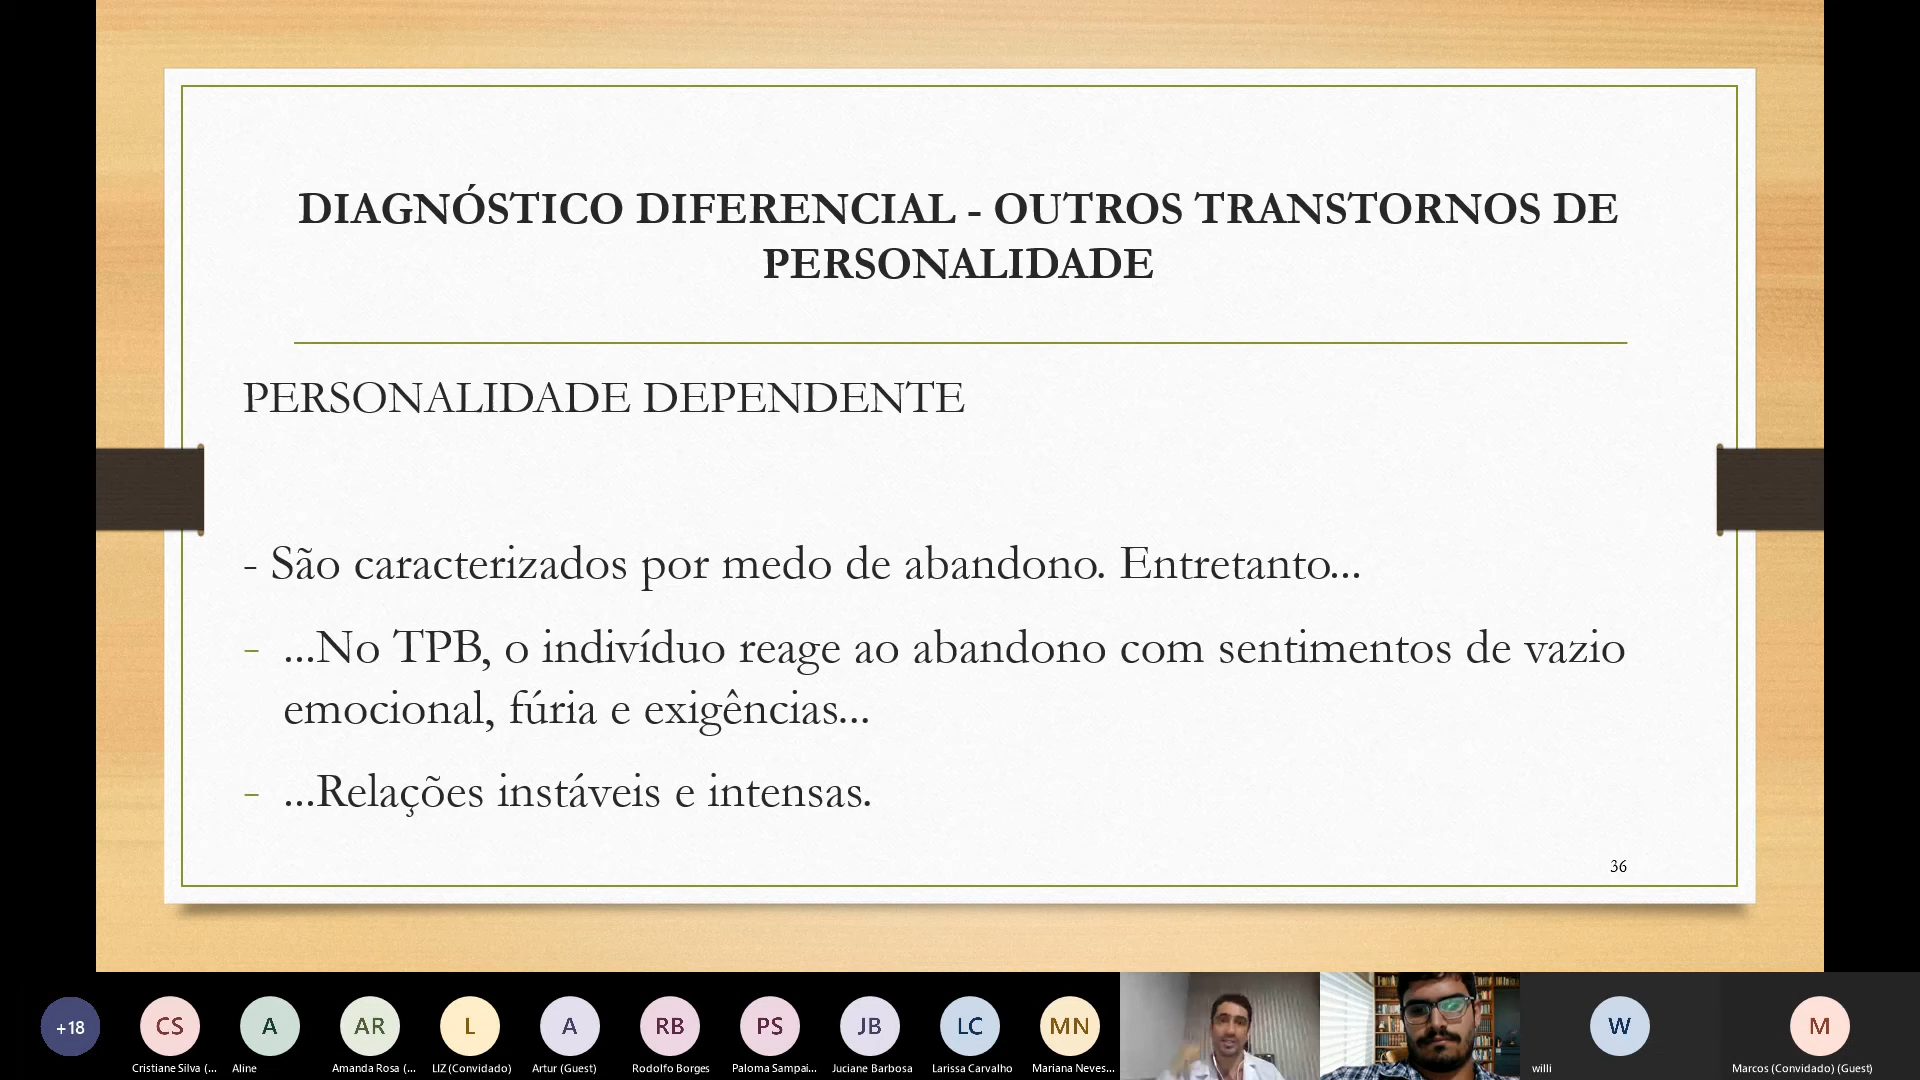 DIAGNÓSTICO DIFERENCIAL - OUTROS TRANSTORNOS DE
PERSONALIDADE
PERSONALIDADE DEPENDENTE
- São caracterizados por medo de abandono. Entretanto...
- ...No TPB, o indivíduo reage ao abandono com sentimentos de vazio
emocional, fúria e exigências...
- ...Relações instáveis e intensas.
36
+18
CS
A
AR
L
A
RB
PS
JB
LC
MN
W
M
Cristiane Silva (...
Aline
Amanda Rosa (...
LIZ (Convidado)
Artur (Guest)
Rodolfo Borges
Paloma Sampai...
Juciane Barbosa
Larissa Carvalho
Mariana Neves...
willi
Marcos (Convidado) (Guest)